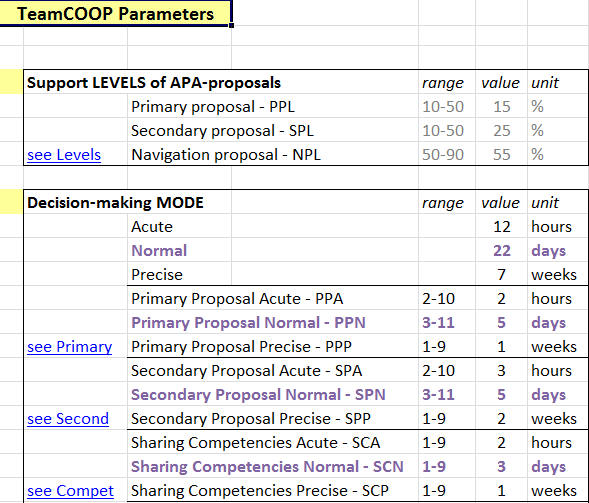 TeamCOOP Parameters
Support LEVELS of APA-proposals range value unit
Primary proposal - PPL 10-50 15 %
Secondary proposal - SPL 10-50 25 %
see Levels Navigation proposal - NPL 50-90 55 %
Decision-making MODE range value unit
Acute 12 hours
Normal 22 days
Precise 7 weeks
Primary Proposal Acute - PPA 2-10 2 hours
Primary Proposal Normal - PPN 3-11 5 days
see Primary Primary Proposal Precise - PPP 1-9 1 weeks
Secondary Proposal Acute - SPA 2-10 3 hours
Secondary Proposal Normal - SPN 3-11 5 days
see Second Secondary Proposal Precise - SPP 1-9 2 weeks
Sharing Competencies Acute - SCA 1-9 2 hours
Sharing Competencies Normal - SCN 1-9 3 days
see Compet Sharing Competencies Precise - SCP 1-9 1 weeks